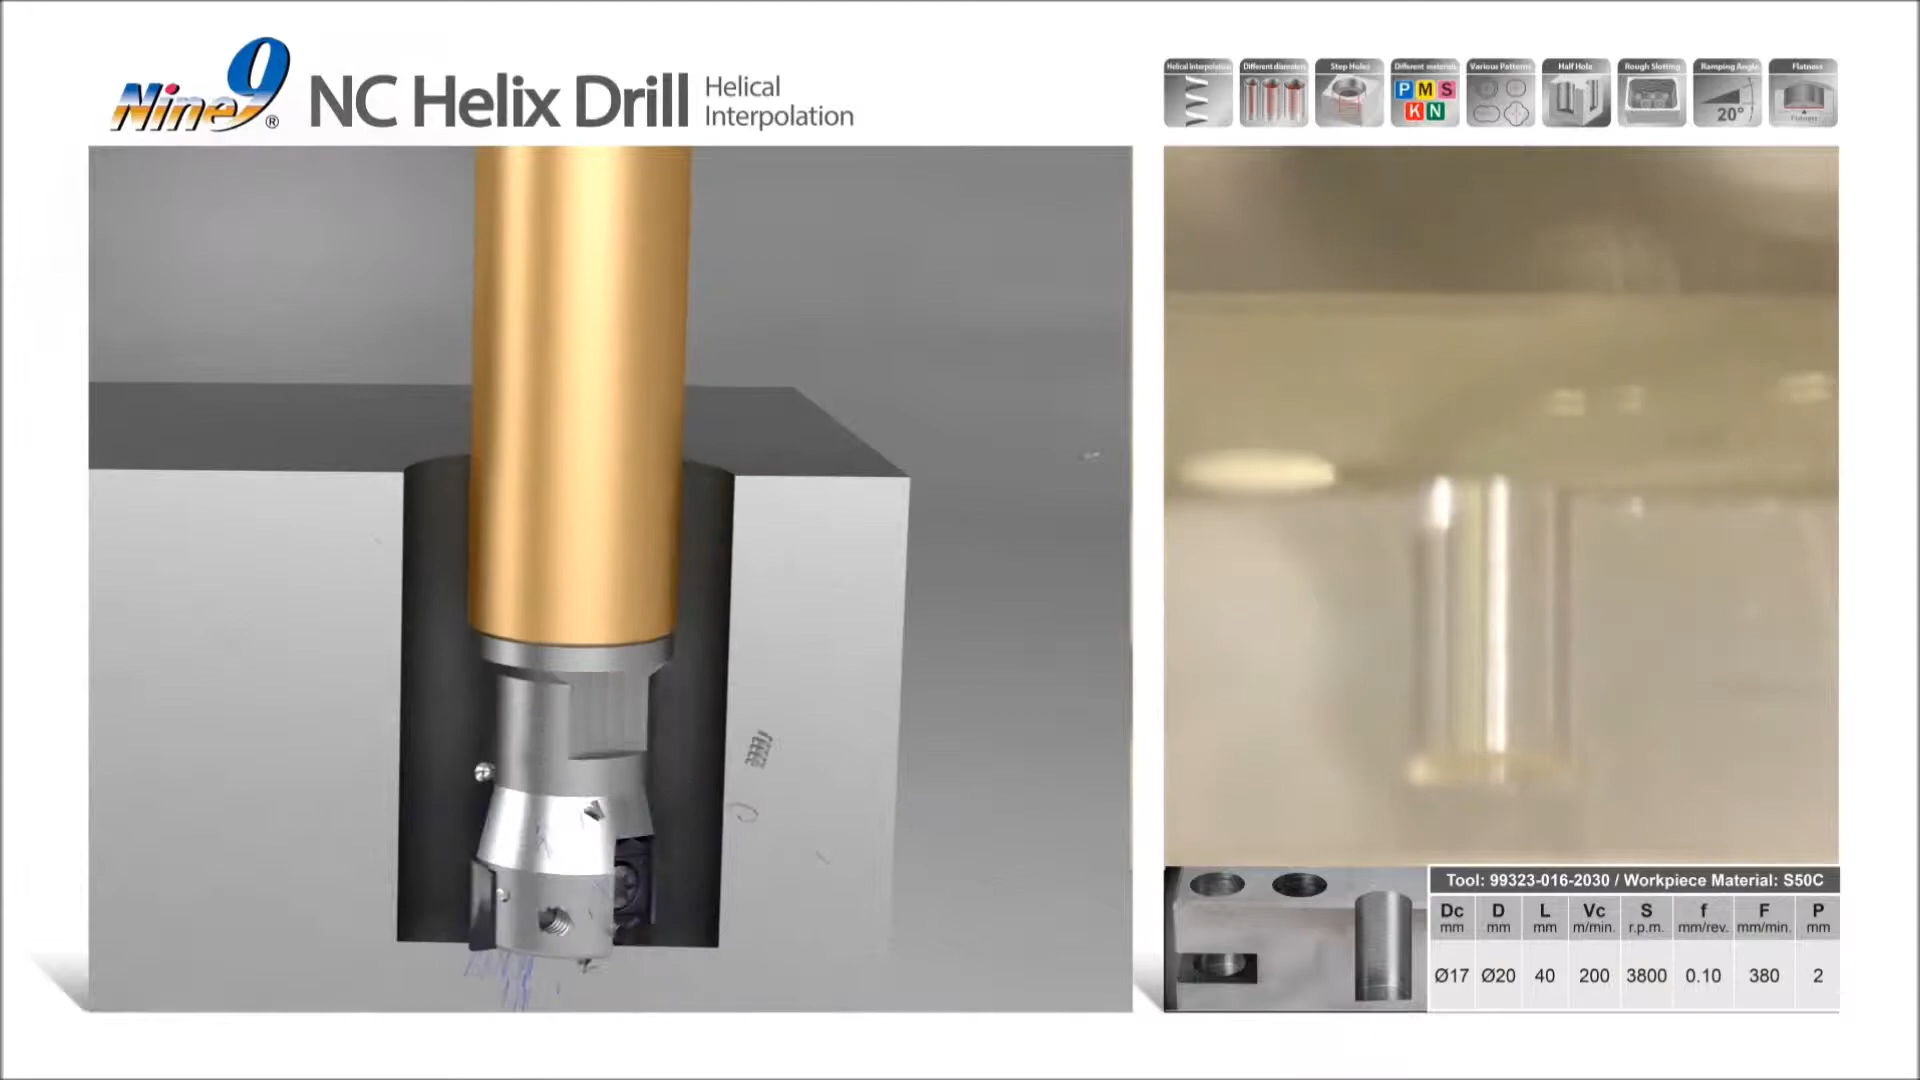 Nine9®
NC Helix Drill
Helical
Interpolation
Helical Interpolation
Different diameters
Step Holes
Different materials
P M S
K N
Various Patterns
Half Hole
Rough Slotting
Ramping Angle
20°
Flatness
Flatness
Tool: 99323-016-2030 / Workpiece Material: S50C
Dc D L Vc S f F P
mm mm mm m/min. r.p.m. mm/rev. mm/min. mm
Ø17 Ø20 40 200 3800 0.10 380 2